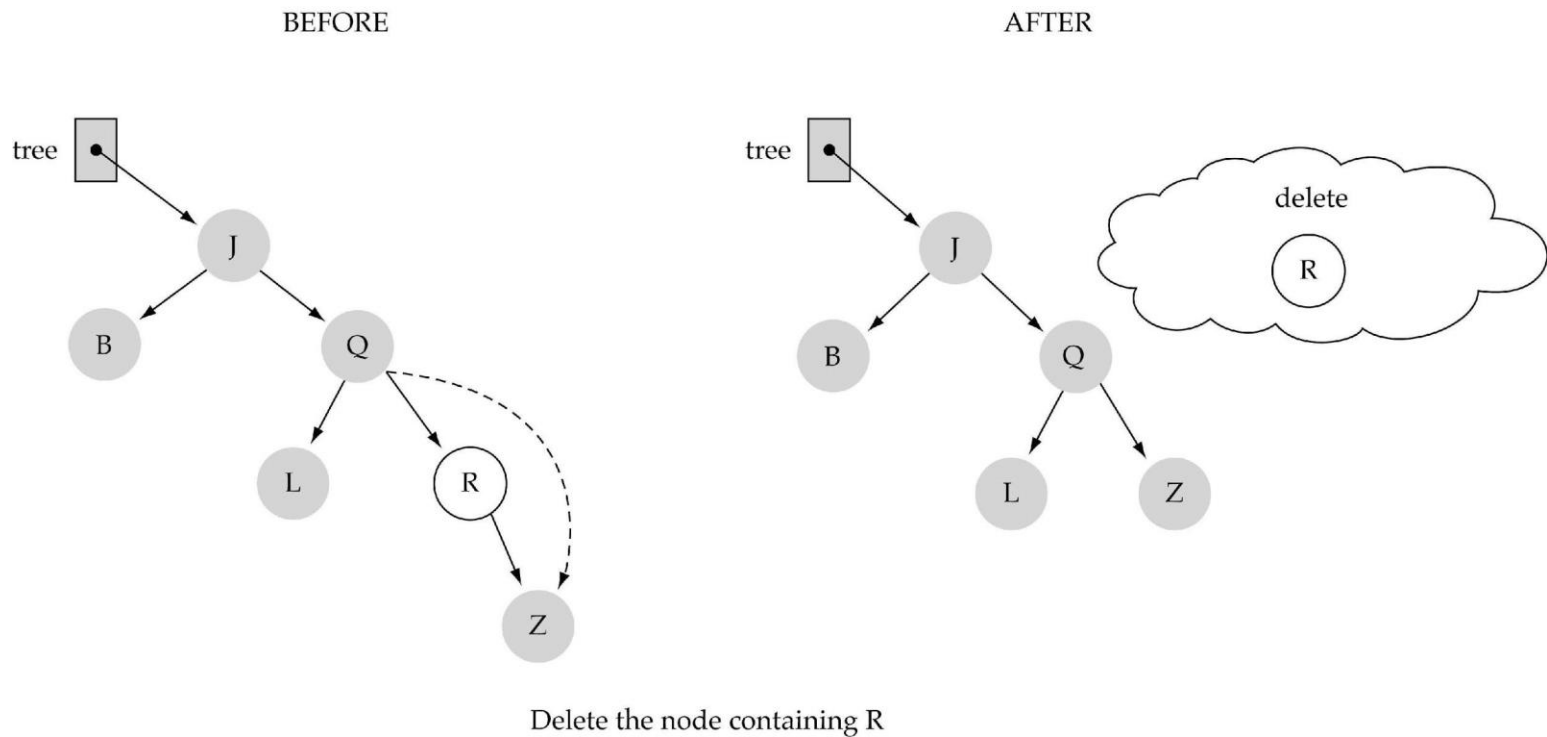 BEFORE
AFTER
tree
J
B
Q
L
R
Z
tree
J
B
Q
L
Z
delete
R
Delete the node containing R